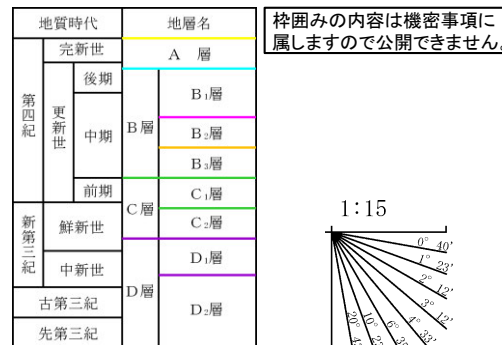 地質時代 地層名
完新世 A 層
第四紀 更新世 後期 中期 前期
B層 B₁層
B₂層
B₃層
C層 C₁層
C₂層
新第三紀 鮮新世 中新世
D層 D₁層
D₂層
古第三紀
先第三紀
枠囲みの内容は機密事項に
属しますので公開できません。
1:15
0° 40′
1° 23′
2° 12′
3° 12′
4° 33′
6°
10°
20°